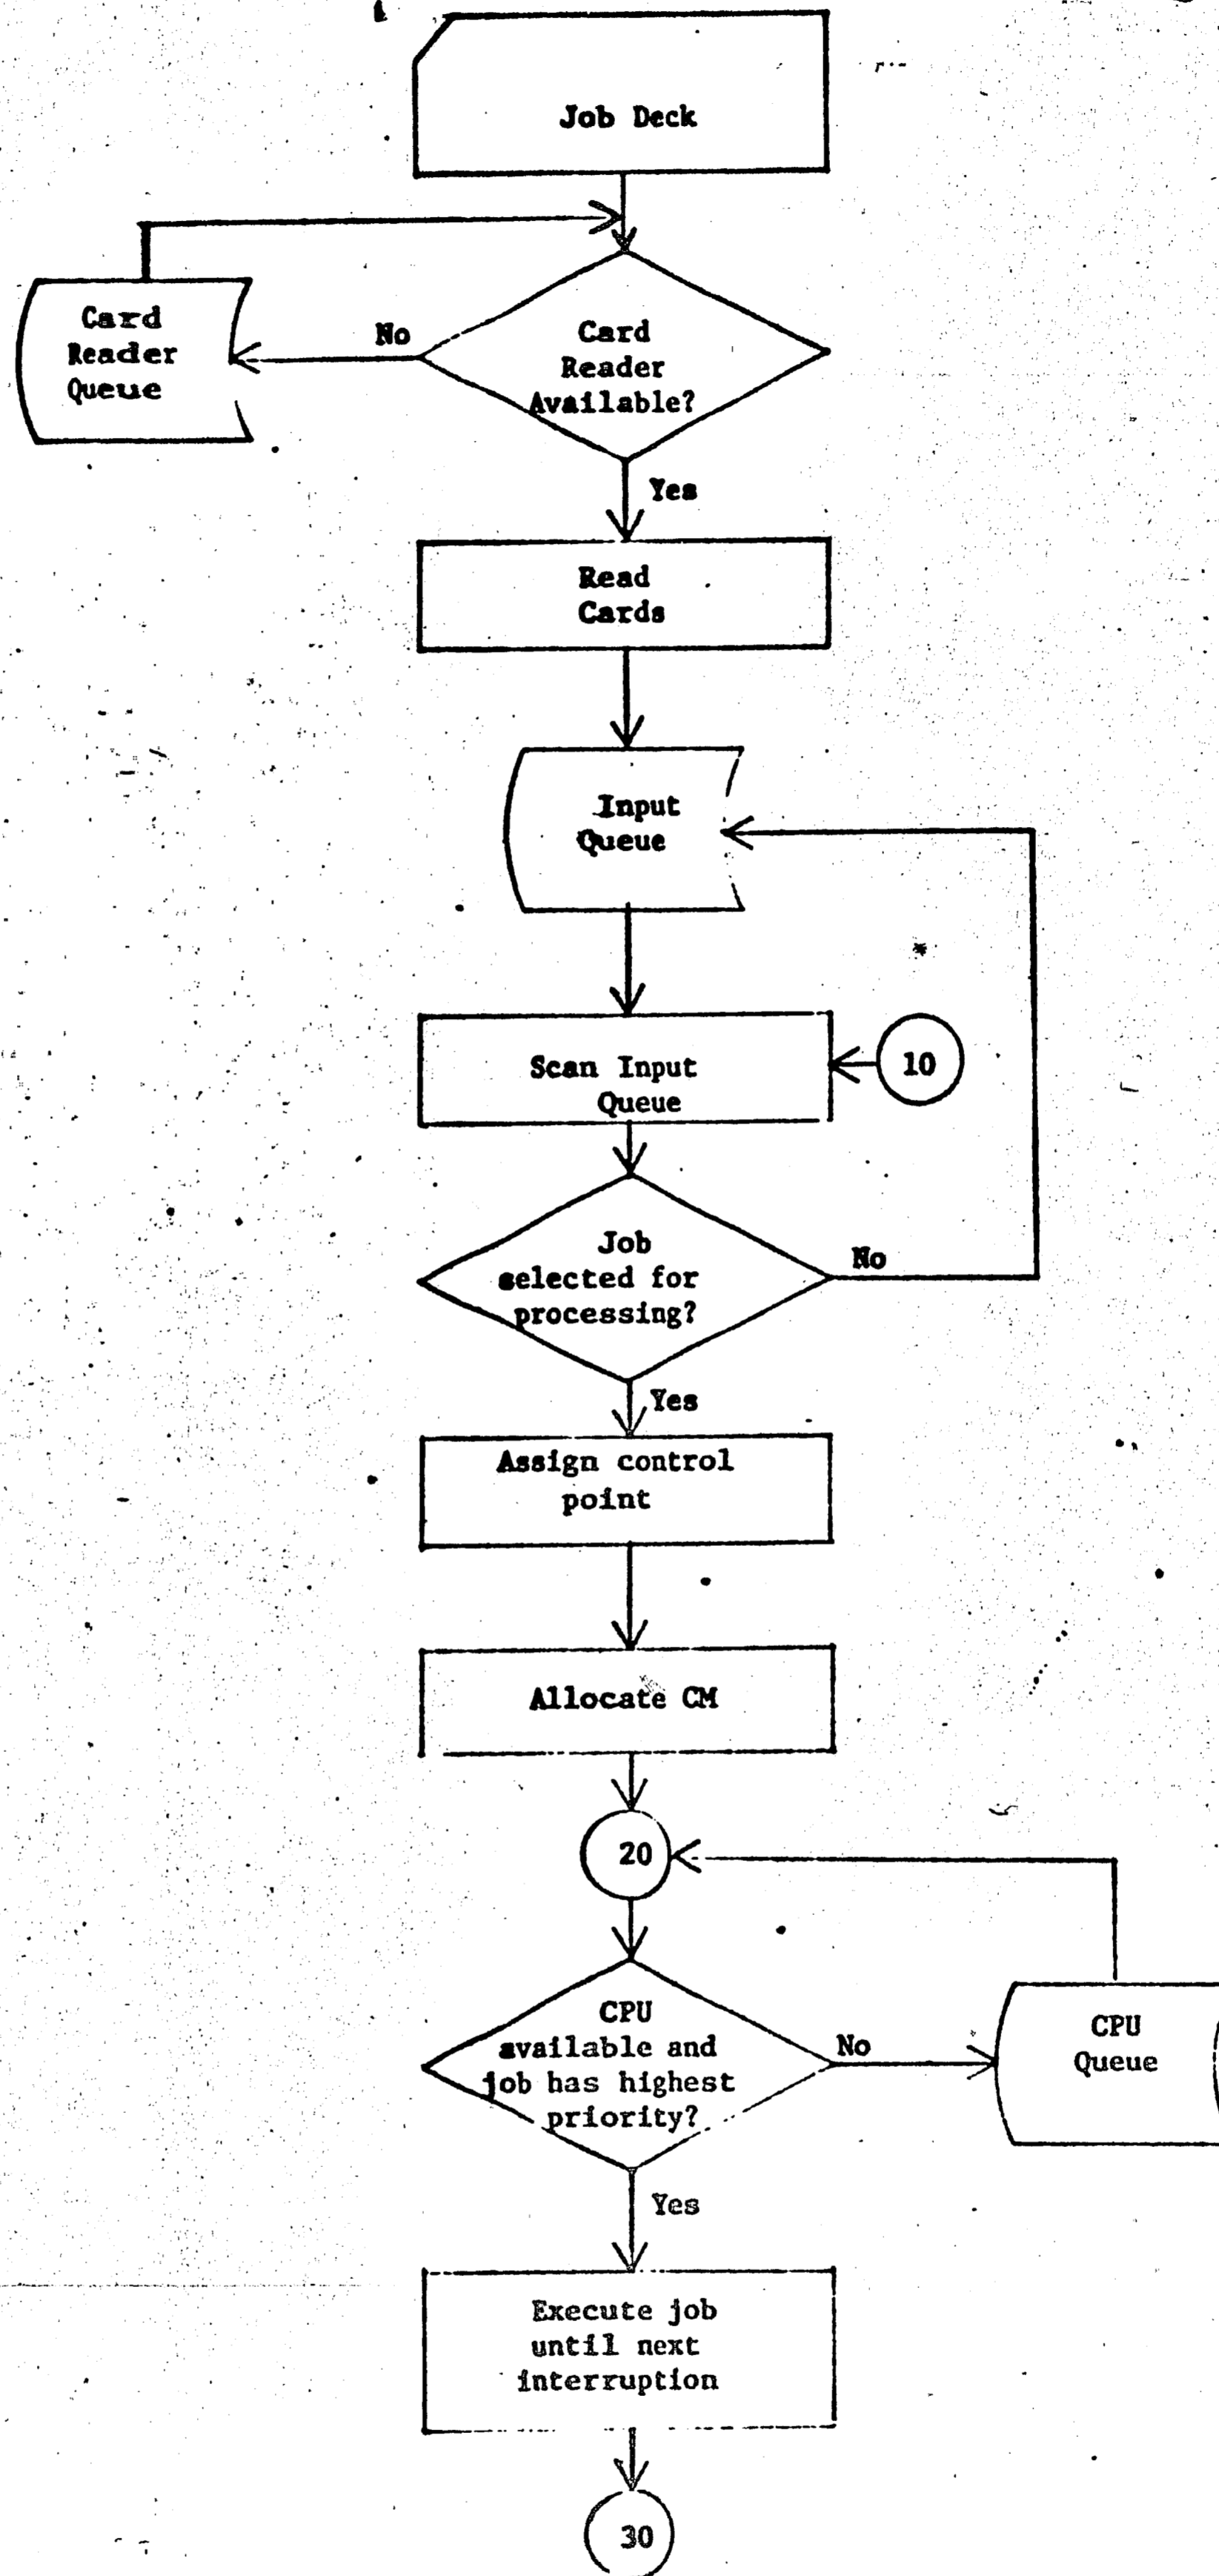 Job Deck
Card
Reader
Queue
No
Card
Reader
Available?
Yes
Read
Cards
Input
Queue
Scan Input
Queue
10
Job
selected for
processing?
No
Yes
Assign control
point
Allocate CM
20
CPU
available and
job has highest
priority?
No
CPU
Queue
Yes
Execute job
until next
interruption
30